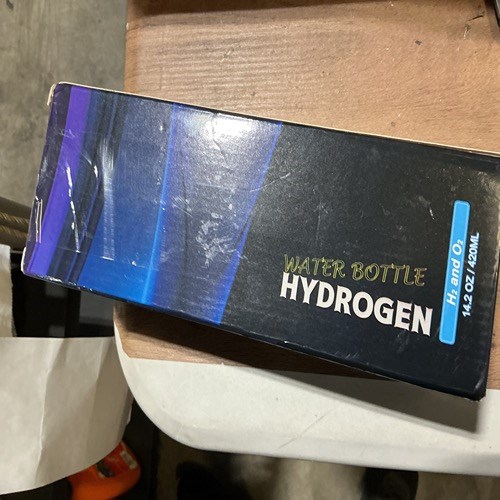 WATER BOTTLE
HYDROGEN
H₂ and O₂
14.2 OZ / 420ML